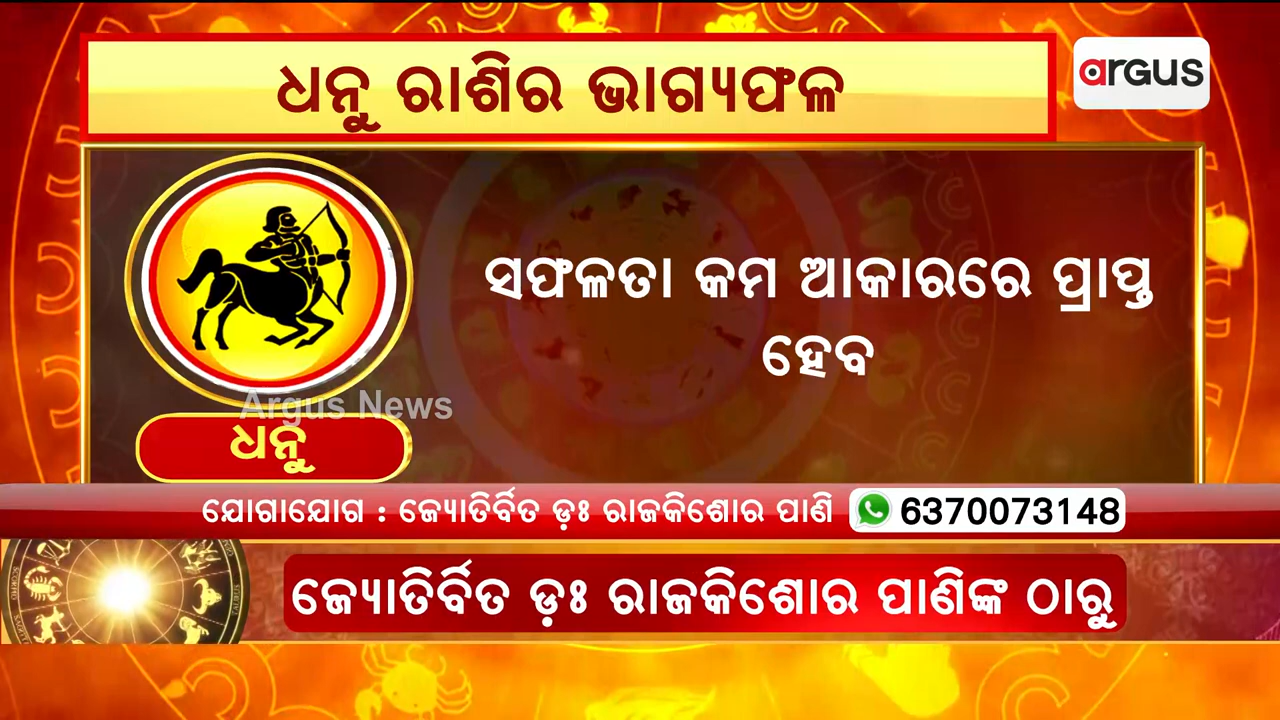 ଧନୁ ରାଶିର ଭାଗ୍ୟଫଳ
argus
ସଫଳତା କମ ଆକାରରେ ପ୍ରାପ୍ତ
ହେବ
Argus News
ଧନୁ
ଯୋଗାଯୋଗ : ଜ୍ୟୋତିର୍ବିତ ଡ଼ଃ ରାଜକିଶୋର ପାଣି 6370073148
ଜ୍ୟୋତିର୍ବିତ ଡ଼ଃ ରାଜକିଶୋର ପାଣିଙ୍କ ଠାରୁ